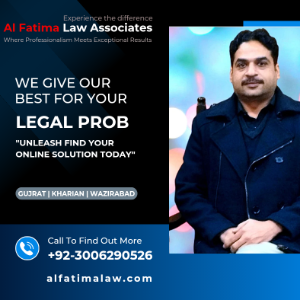 Experience the difference
Al Fatima Law Associates
Where Professionalism Meets Exceptional Results
WE GIVE OUR
BEST FOR YOUR
LEGAL PROB
"UNLEASH FIND YOUR
ONLINE SOLUTION TODAY"
GUJRAT | KHARIAN | WAZIRABAD
Call To Find Out More
+92-3006290526
alfatimalaw.com